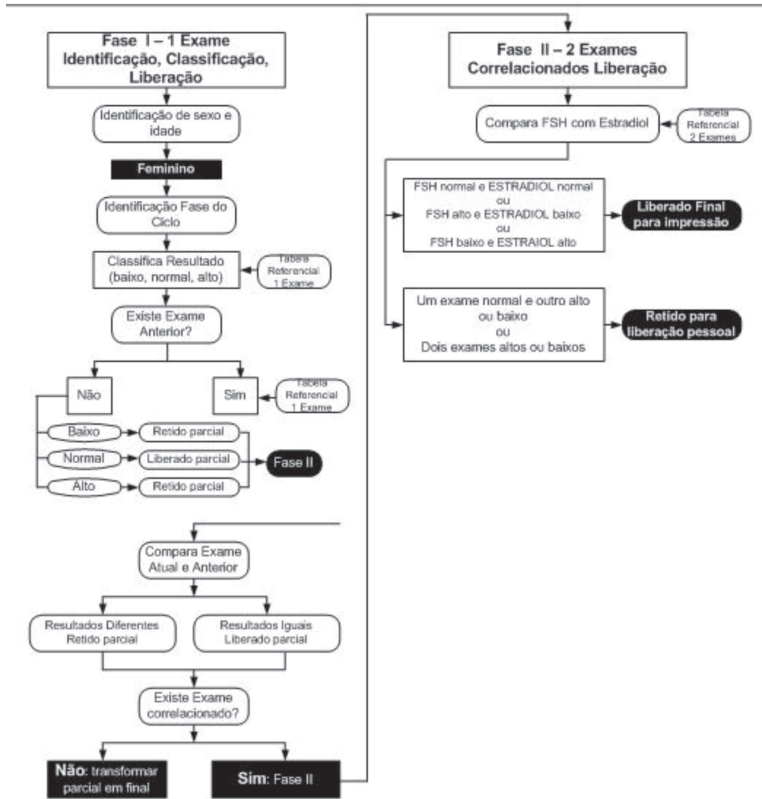 Fase I – 1 Exame
Identificação, Classificação,
Liberação
Identificação de sexo e
idade
Feminino
Identificação Fase do
Ciclo
Classifica Resultado
(baixo, normal, alto)
Tabela
Referencial
1 Exame
Existe Exame
Anterior?
Não
Sim
Tabela
Referencial
1 Exame
Baixo
Retido parcial
Normal
Liberado parcial
Alto
Retido parcial
Fase II
Compara Exame
Atual e Anterior
Resultados Diferentes
Retido parcial
Resultados Iguais
Liberado parcial
Existe Exame
correlacionado?
Não: transformar
parcial em final
Sim: Fase II
Fase II – 2 Exames
Correlacionados Liberação
Compara FSH com Estradiol
Tabela
Referencial
2 Exames
FSH normal e ESTRADIOL normal
ou
FSH alto e ESTRADIOL baixo
ou
FSH baixo e ESTRAIOL alto
Liberado Final
para impressão
Um exame normal e outro alto
ou baixo
ou
Dois exames altos ou baixos
Retido para
liberação pessoal